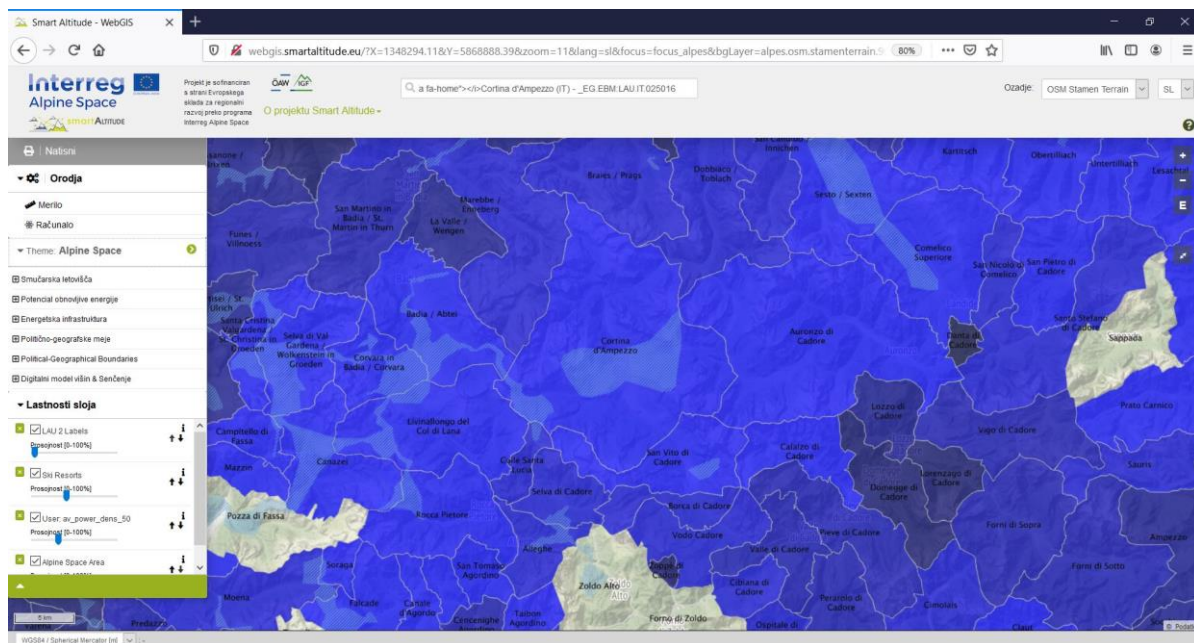 Smart Altitude - WebGIS
webgis.smartaltitude.eu/?X=1348294.11&Y=5868888.39&zoom=11&lang=sl&focus=focus_alpes&bgLayer=alpes.osm.stamenterrain.
80%
Interreg
Alpine Space
smartALTITUDE
Projekt je sofinanciran
s strani Evropskega
sklada za regionalni
razvoj preko programa
Interreg Alpine Space
ÖAW IGF
O projektu Smart Altitude
a fa-home"></i>Cortina d'Ampezzo (IT) - _EG.EBM:LAU.IT.025016
Ozadje: OSM Stamen Terrain SL
Natisni
Orodja
Merilo
Računalo
Theme: Alpine Space
Smučarska letovišča
Potencial obnovljive energije
Energetska infrastruktura
Politično-geografske meje
Political-Geographical Boundaries
Digitalni model višin & Senčenje
Lastnosti sloja
LAU 2 Labels
Prosojnost [0-100%]
Ski Resorts
Prosojnost [0-100%]
User: av_power_dens_50
Prosojnost [0-100%]
Alpine Space Area
5 km
WGS84 / Spherical Mercator [m]
Innichen
Kartitsch
Obertilliach
Untertilliach
Braies / Prags
Dobbiaco /
Toblach
Sesto / Sexten
Marebbe /
Enneberg
San Martino in
Badia / St.
Martin in Thurn
La Valle /
Wengen
Funes /
Villnoess
Comelico
Superiore
San Nicolò di
Comelico
San Pietro di
Cadore
Ulrich
Santa Cristina
Valgardena /
St. Christina in
Groeden
Selva di Val
Gardena /
Wolkenstein in
Groeden
Badia / Abtei
Corvara in
Badia / Corvara
Cortina
d'Ampezzo
Auronzo di
Cadore
Danta di
Cadore
Santo Stefano
di Cadore
Sappada
Prato Carnico
Lozzo di
Cadore
Vigo di Cadore
Campitello di
Fassa
Livinallongo del
Col di Lana
Mazzin
Canazei
Colle Santa
Lucia
San Vito di
Cadore
Calalzo di
Cadore
Lorenzago di
Cadore
Domegge di
Cadore
Sauris
Selva di Cadore
Pozza di Fassa
Rocca Pietore
Borca di Cadore
Vodo Cadore
Pieve di Cadore
Forni di Sopra
Ampezzo
Alleghe
Valle di Cadore
Soraga
San Tomaso
Agordino
Zoldo Alto
Zoppè di
Cadore
Cibiana di
Cadore
Perarolo di
Cadore
Forni di Sotto
Moena
Falcade
Canale
d'Agordo
Cencenighe
Agordino
Taibon
Agordino
Forno di Zoldo
Ospitale di
Cimolais
Claut
Predazzo